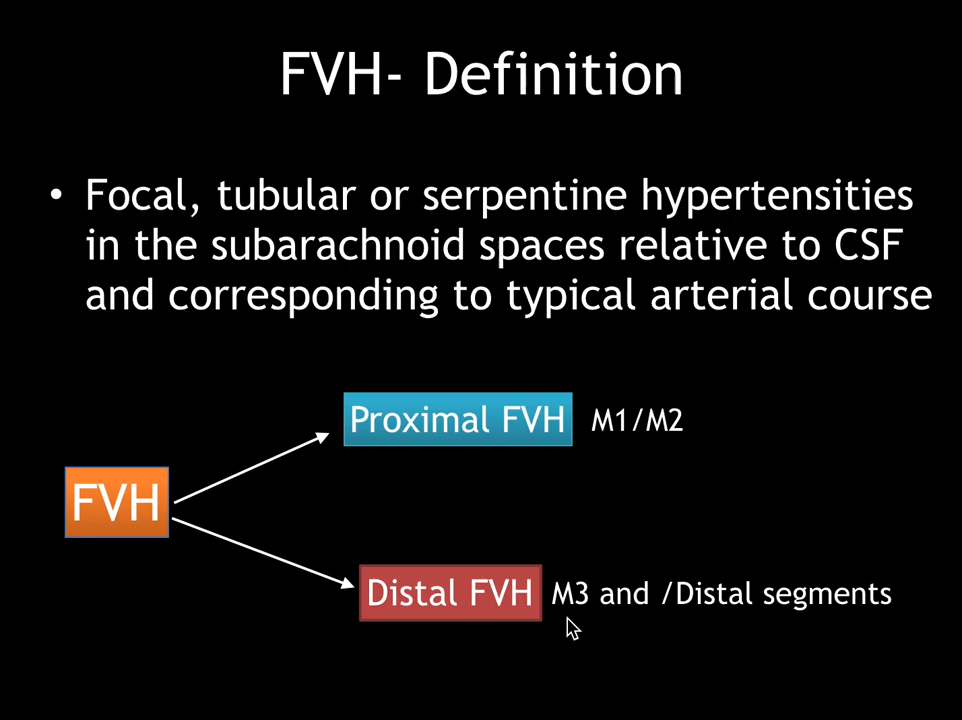 FVH- Definition
• Focal, tubular or serpentine hypertensities
in the subarachnoid spaces relative to CSF
and corresponding to typical arterial course
Proximal FVH M1/M2
FVH
Distal FVH M3 and /Distal segments